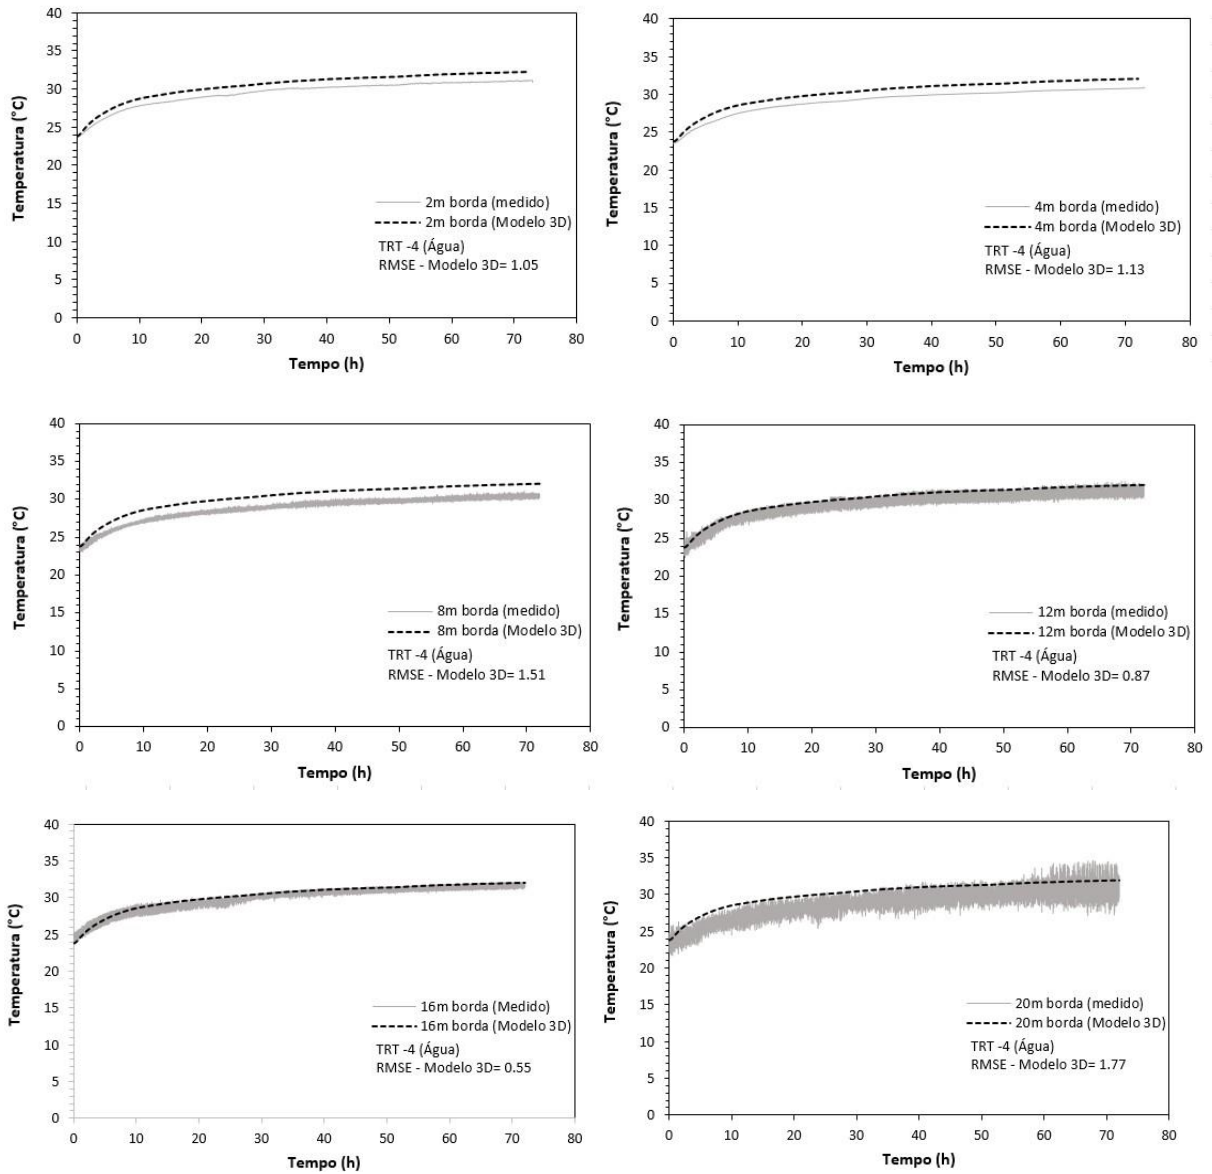 40
35
30
25
20
15
10
5
0
Temperatura (°C)
2m borda (medido)
2m borda (Modelo 3D)
TRT -4 (Água)
RMSE - Modelo 3D= 1.05
0 10 20 30 40 50 60 70 80
Tempo (h)
40
35
30
25
20
15
10
5
0
Temperatura (°C)
4m borda (medido)
4m borda (Modelo 3D)
TRT -4 (Água)
RMSE - Modelo 3D= 1.13
0 10 20 30 40 50 60 70 80
Tempo (h)
40
35
30
25
20
15
10
5
0
Temperatura (°C)
8m borda (medido)
8m borda (Modelo 3D)
TRT -4 (Água)
RMSE - Modelo 3D= 1.51
0 10 20 30 40 50 60 70 80
Tempo (h)
40
35
30
25
20
15
10
5
0
Temperatura (°C)
12m borda (medido)
12m borda (Modelo 3D)
TRT -4 (Água)
RMSE - Modelo 3D= 0.87
0 10 20 30 40 50 60 70 80
Tempo (h)
40
35
30
25
20
15
10
5
0
Temperatura (°C)
16m borda (Medido)
16m borda (Modelo 3D)
TRT -4 (Água)
RMSE - Modelo 3D= 0.55
0 10 20 30 40 50 60 70 80
Tempo (h)
40
35
30
25
20
15
10
5
0
Temperatura (°C)
20m borda (medido)
20m borda (Modelo 3D)
TRT -4 (Água)
RMSE - Modelo 3D= 1.77
0 10 20 30 40 50 60 70 80
Tempo (h)